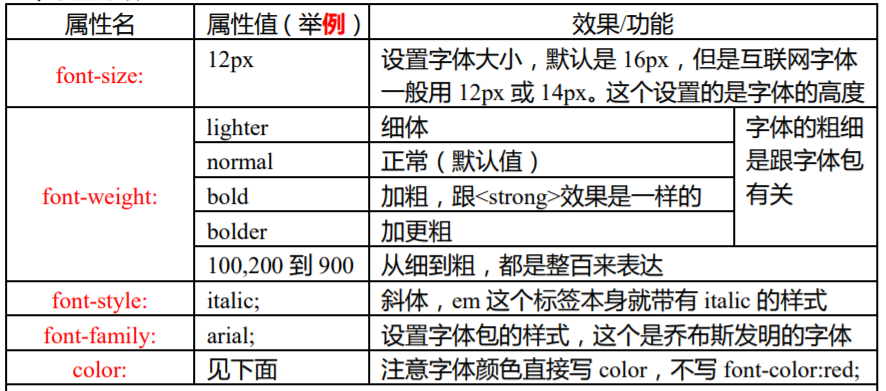 属性名 属性值（举例） 效果/功能
font-size: 12px 设置字体大小，默认是 16px，但是互联网字体
一般用 12px 或 14px。这个设置的是字体的高度
font-weight: lighter 细体 字体的粗细
normal 正常（默认值） 是跟字体包
bold 加粗，跟<strong>效果是一样的 有关
bolder 加更粗
100,200 到 900 从细到粗，都是整百来表达
font-style: italic; 斜体，em 这个标签本身就带有 italic 的样式
font-family: arial; 设置字体包的样式，这个是乔布斯发明的字体
color: 见下面 注意字体颜色直接写 color，不写 font-color:red;